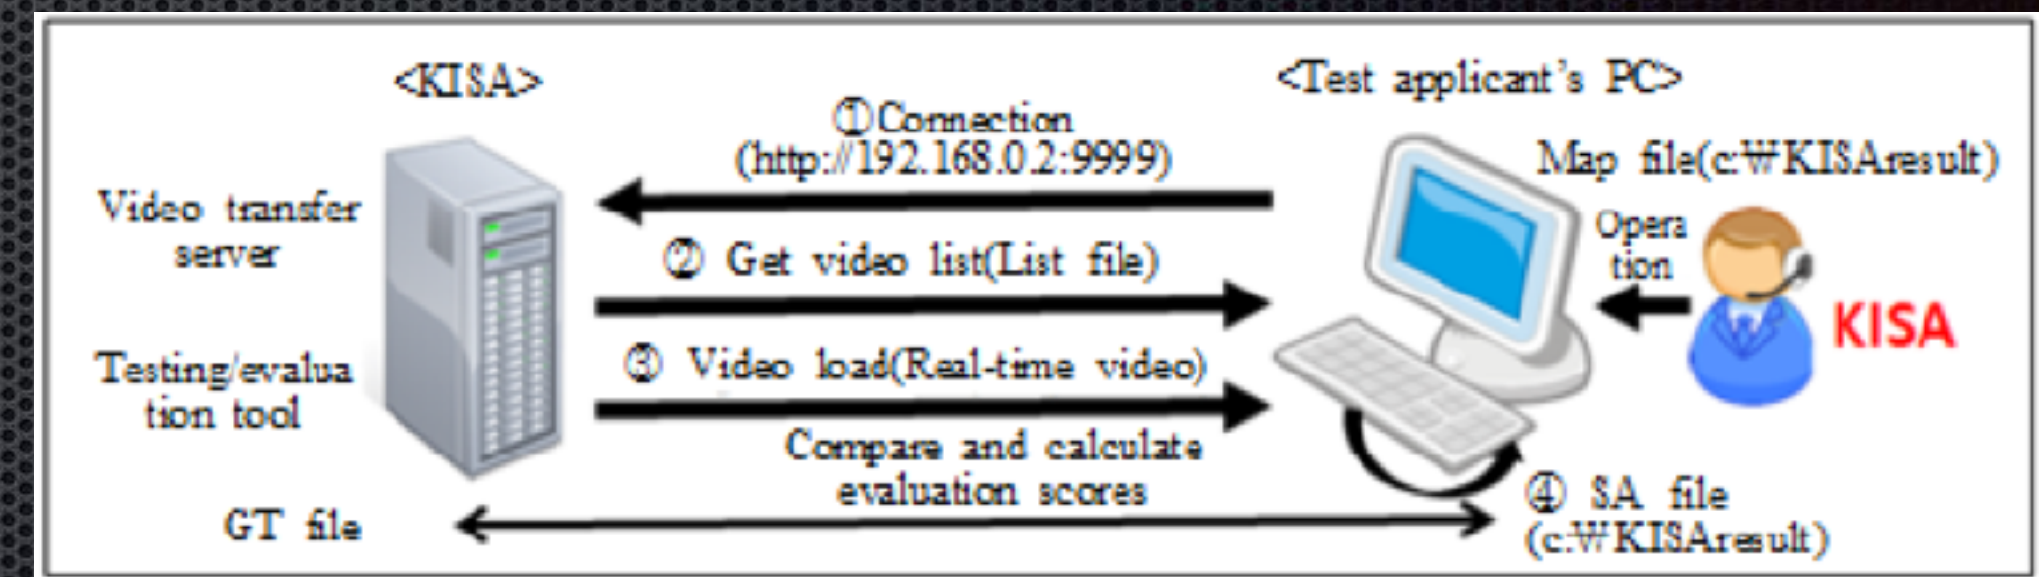 <KISA>
<Test applicant's PC>
①Connection
(http://192.168.0.2:9999)
Map file(c:₩KISAresult)
Video transfer
server
Opera
tion
② Get video list(List file)
KISA
③ Video load(Real-time video)
Testing/evalua
tion tool
Compare and calculate
evaluation scores
④ SA file
(c:₩KISAresult)
GT file